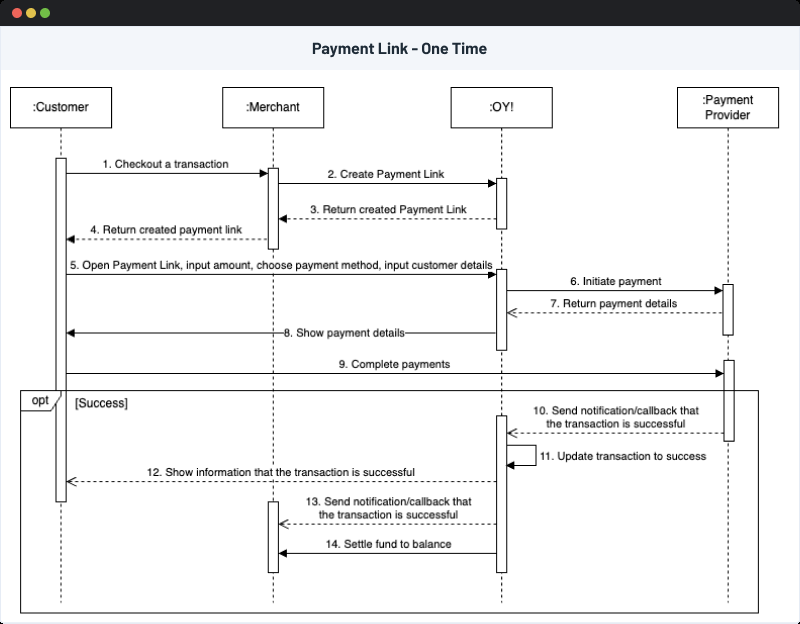 Payment Link - One Time
:Customer
:Merchant
:OY!
:Payment
Provider
1. Checkout a transaction
2. Create Payment Link
3. Return created Payment Link
4. Return created payment link
5. Open Payment Link, input amount, choose payment method, input customer details
6. Initiate payment
7. Return payment details
8. Show payment details
9. Complete payments
opt
[Success]
10. Send notification/callback that
the transaction is successful
11. Update transaction to success
12. Show information that the transaction is successful
13. Send notification/callback that
the transaction is successful
14. Settle fund to balance